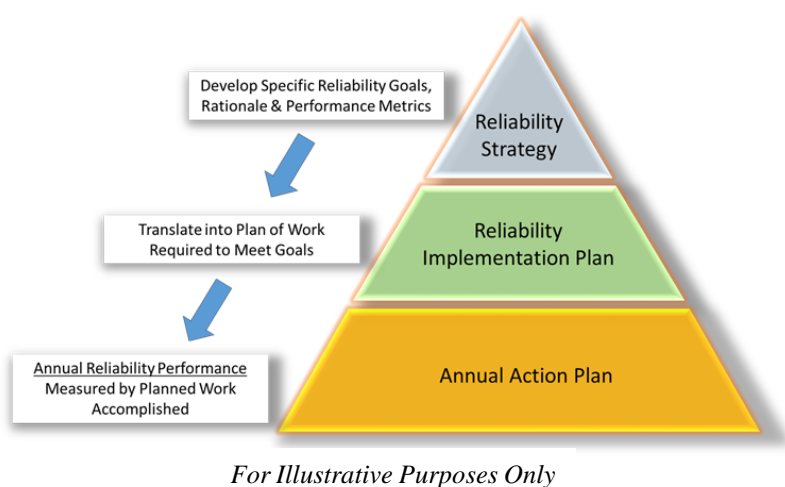 Develop Specific Reliability Goals,
Rationale & Performance Metrics
Reliability
Strategy
Translate into Plan of Work
Required to Meet Goals
Reliability
Implementation Plan
Annual Reliability Performance
Measured by Planned Work
Accomplished
Annual Action Plan
For Illustrative Purposes Only